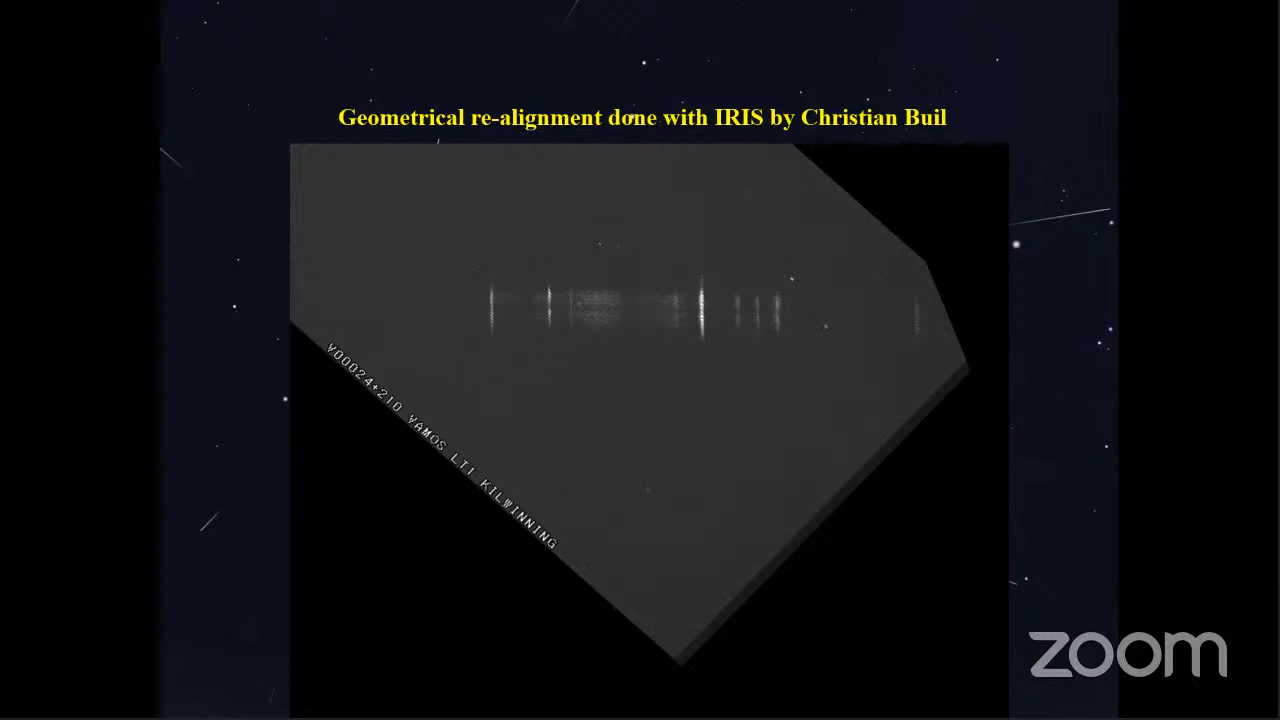 Geometrical re-alignment done with IRIS by Christian Buil
V00024+210 VAMOS LT1 KILWINNING
zoom